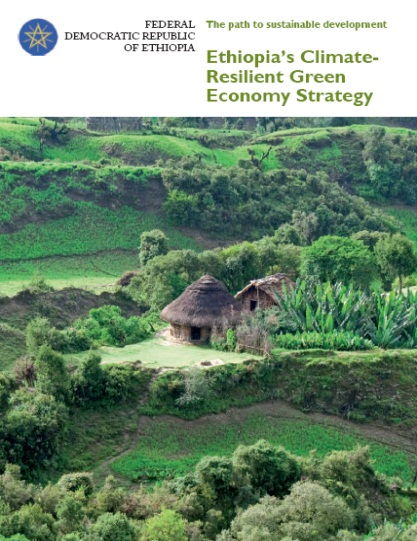 FEDERAL
DEMOCRATIC REPUBLIC
OF ETHIOPIA
The path to sustainable development
Ethiopia's Climate-
Resilient Green
Economy Strategy